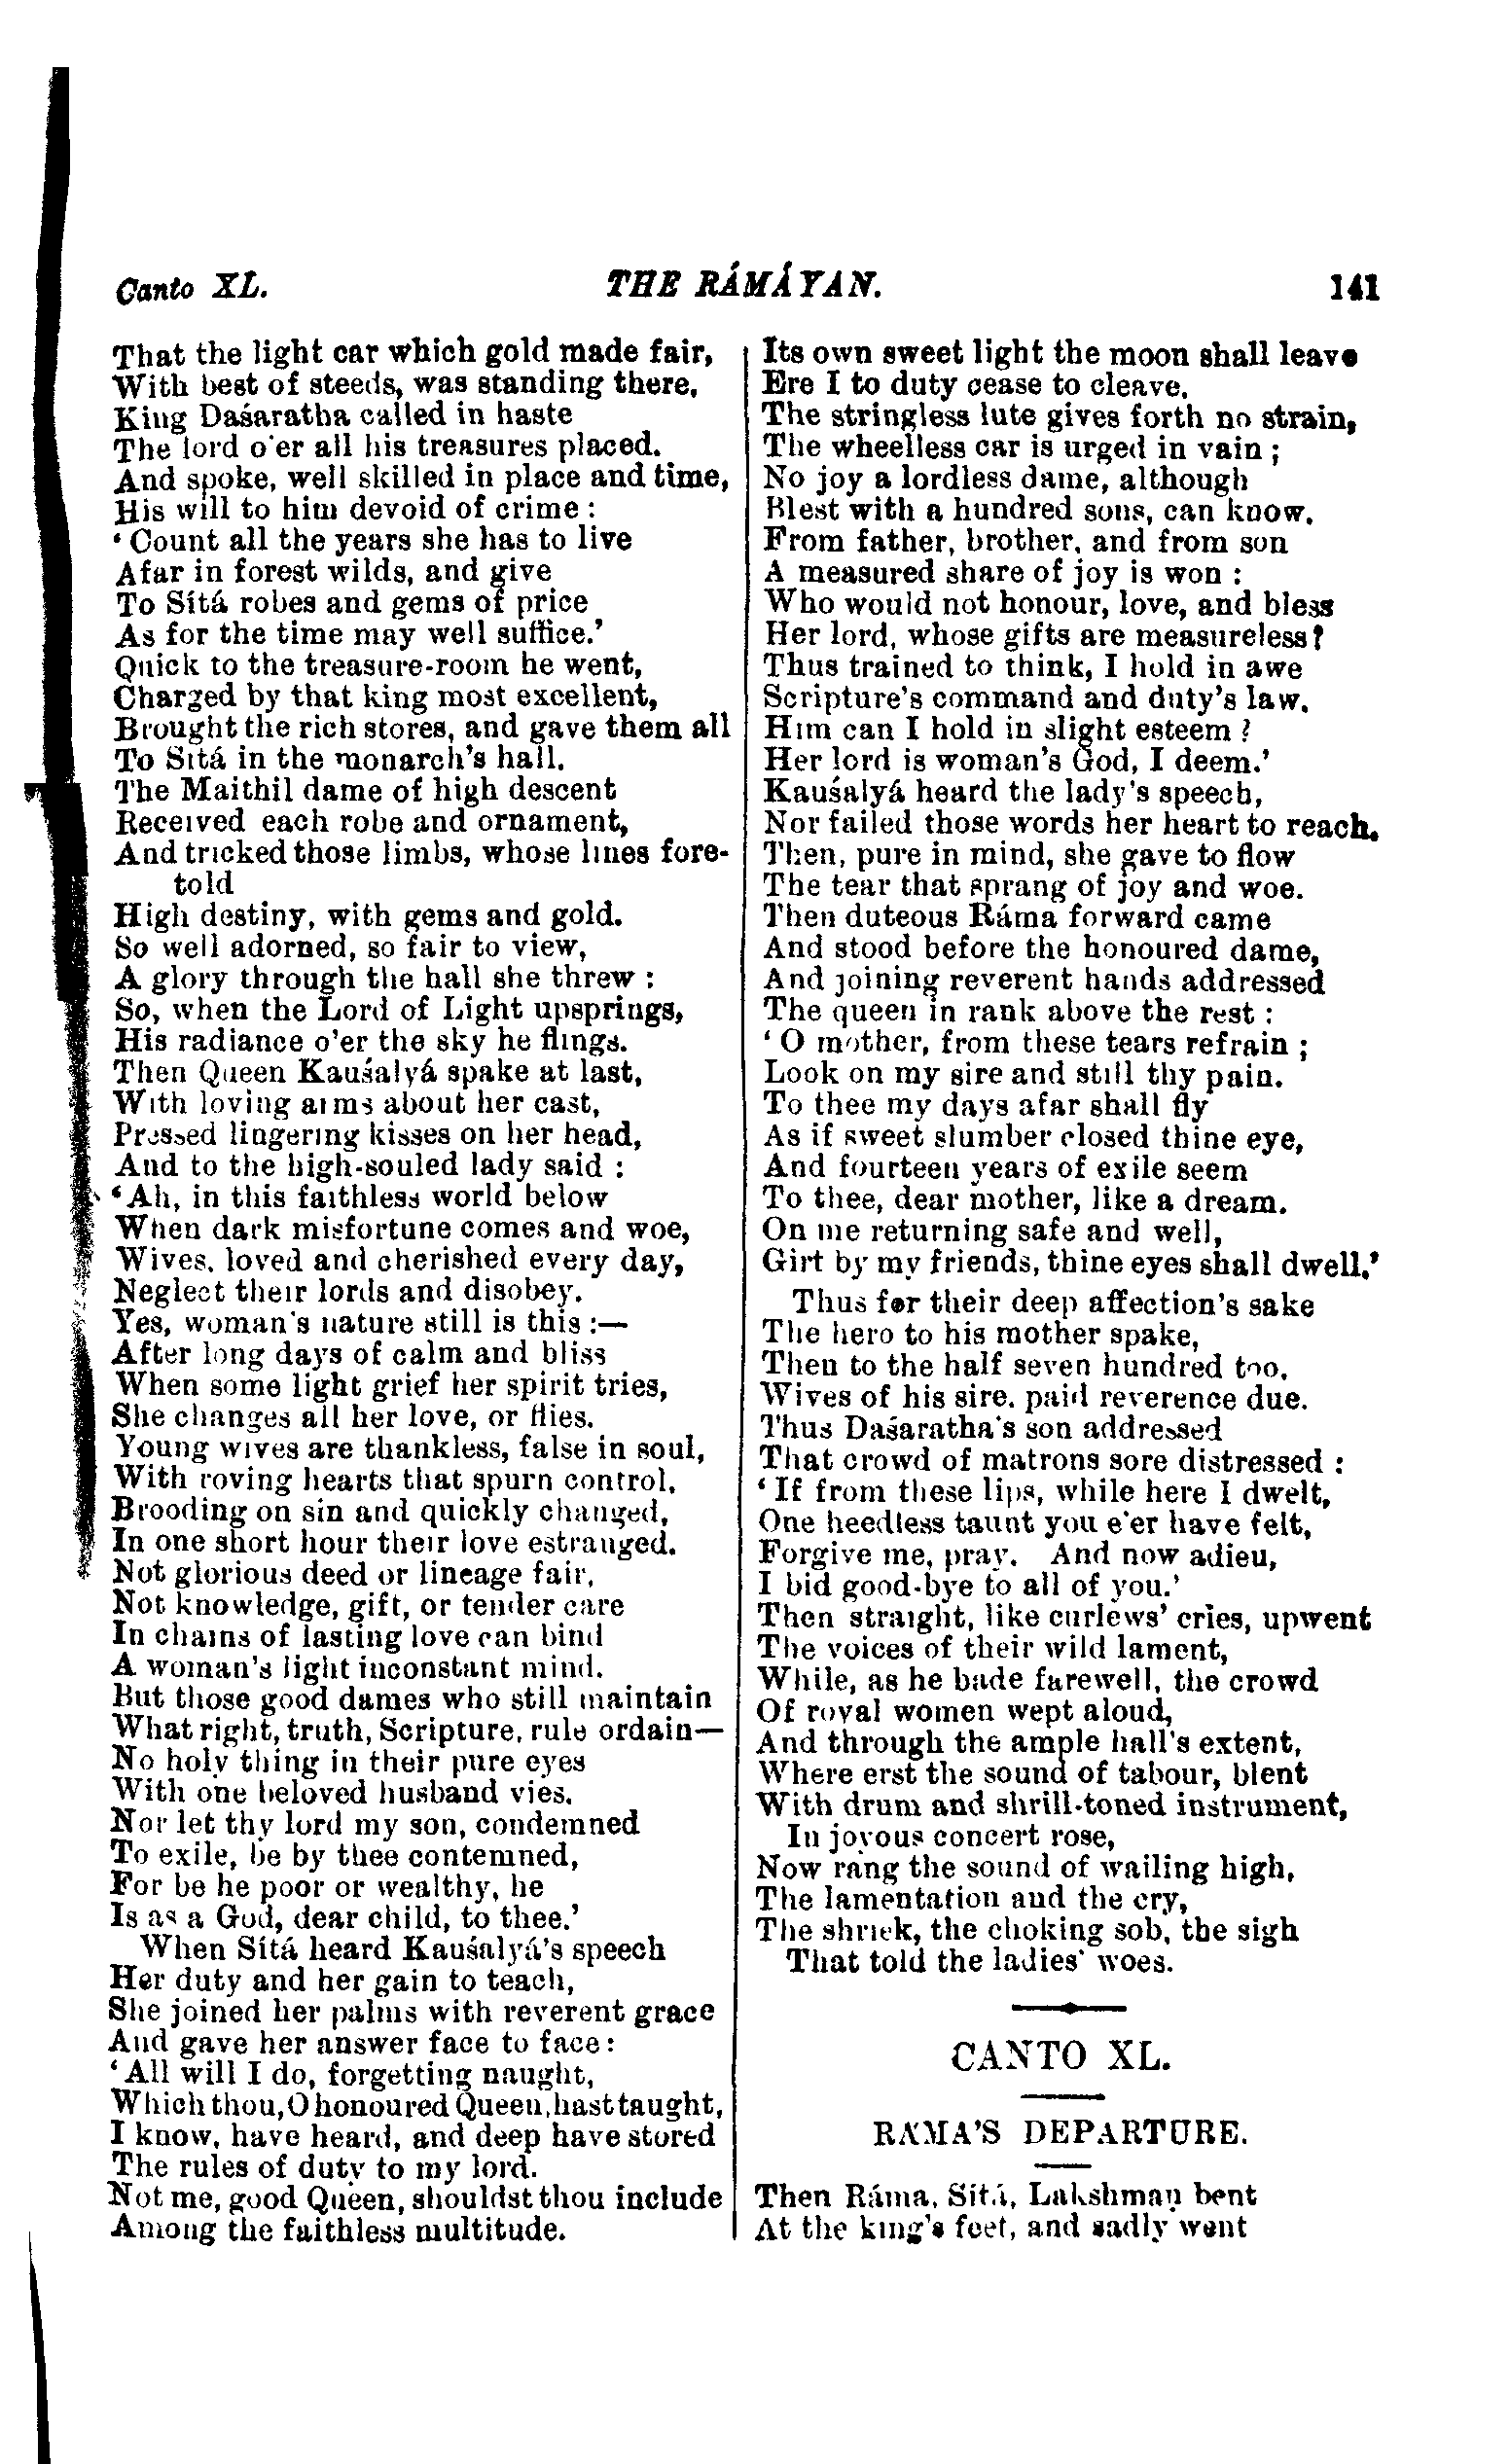 Canto XL.
THE RÁMÁYAN.
141
That the light car which gold made fair,
With best of steeds, was standing there,
King Daśaratha called in haste
The lord o'er all his treasures placed.
And spoke, well skilled in place and time,
His will to him devoid of crime :
‘ Count all the years she has to live
Afar in forest wilds, and give
To Sítá robes and gems of price
As for the time may well suffice.’
Quick to the treasure-room he went,
Charged by that king most excellent,
Brought the rich stores, and gave them all
To Sítá in the monarch's hall.
The Maithil dame of high descent
Received each robe and ornament,
And tricked those limbs, whose lines fore-
told
High destiny, with gems and gold.
So well adorned, so fair to view,
A glory through the hall she threw :
So, when the Lord of Light upsprings,
His radiance o'er the sky he flings.
Then Queen Kauśalyá spake at last,
With loving arms about her cast,
Pressed lingering kisses on her head,
And to the high-souled lady said :
‘Ah, in this faithless world below
When dark misfortune comes and woe,
Wives, loved and cherished every day,
Neglect their lords and disobey.
Yes, woman's nature still is this :—
After long days of calm and bliss
When some light grief her spirit tries,
She changes all her love, or flies.
Young wives are thankless, false in soul,
With roving hearts that spurn control,
Brooding on sin and quickly changed,
In one short hour their love estranged.
Not glorious deed or lineage fair,
Not knowledge, gift, or tender care
In chains of lasting love can bind
A woman's light inconstant mind.
But those good dames who still maintain
What right, truth, Scripture, rule ordain—
No holy thing in their pure eyes
With one beloved husband vies.
Nor let thy lord my son, condemned
To exile, be by thee contemned,
For be he poor or wealthy, he
Is as a God, dear child, to thee.’
When Sítá heard Kauśalyá's speech
Her duty and her gain to teach,
She joined her palms with reverent grace
And gave her answer face to face:
‘All will I do, forgetting naught,
Which thou, O honoured Queen, hast taught,
I know, have heard, and deep have stored
The rules of duty to my lord.
Not me, good Queen, shouldst thou include
Among the faithless multitude.
Its own sweet light the moon shall leave
Ere I to duty cease to cleave.
The stringless lute gives forth no strain,
The wheelless car is urged in vain ;
No joy a lordless dame, although
Blest with a hundred sons, can know.
From father, brother, and from son
A measured share of joy is won :
Who would not honour, love, and bless
Her lord, whose gifts are measureless?
Thus trained to think, I hold in awe
Scripture's command and duty's law.
Him can I hold in slight esteem ?
Her lord is woman's God, I deem.’
Kauśalyá heard the lady's speech,
Nor failed those words her heart to reach.
Then, pure in mind, she gave to flow
The tear that sprang of joy and woe.
Then duteous Ráma forward came
And stood before the honoured dame,
And joining reverent hands addressed
The queen in rank above the rest :
‘ O mother, from these tears refrain ;
Look on my sire and still thy pain.
To thee my days afar shall fly
As if sweet slumber closed thine eye,
And fourteen years of exile seem
To thee, dear mother, like a dream.
On me returning safe and well,
Girt by my friends, thine eyes shall dwell.’
Thus for their deep affection's sake
The hero to his mother spake,
Then to the half seven hundred too,
Wives of his sire, paid reverence due.
Thus Daśaratha's son addressed
That crowd of matrons sore distressed :
‘ If from these lips, while here I dwelt,
One heedless taunt you e'er have felt,
Forgive me, pray. And now adieu,
I bid good-bye to all of you.’
Then straight, like curlews' cries, upwent
The voices of their wild lament,
While, as he bade farewell, the crowd
Of royal women wept aloud,
And through the ample hall's extent,
Where erst the sound of tabour, blent
With drum and shrill-toned instrument,
In joyous concert rose,
Now rang the sound of wailing high,
The lamentation and the cry,
The shriek, the choking sob, the sigh
That told the ladies' woes.
CANTO XL.
RÁMA'S DEPARTURE.
Then Ráma, Sítá, Lakshmaṇ bent
At the king's feet, and sadly went